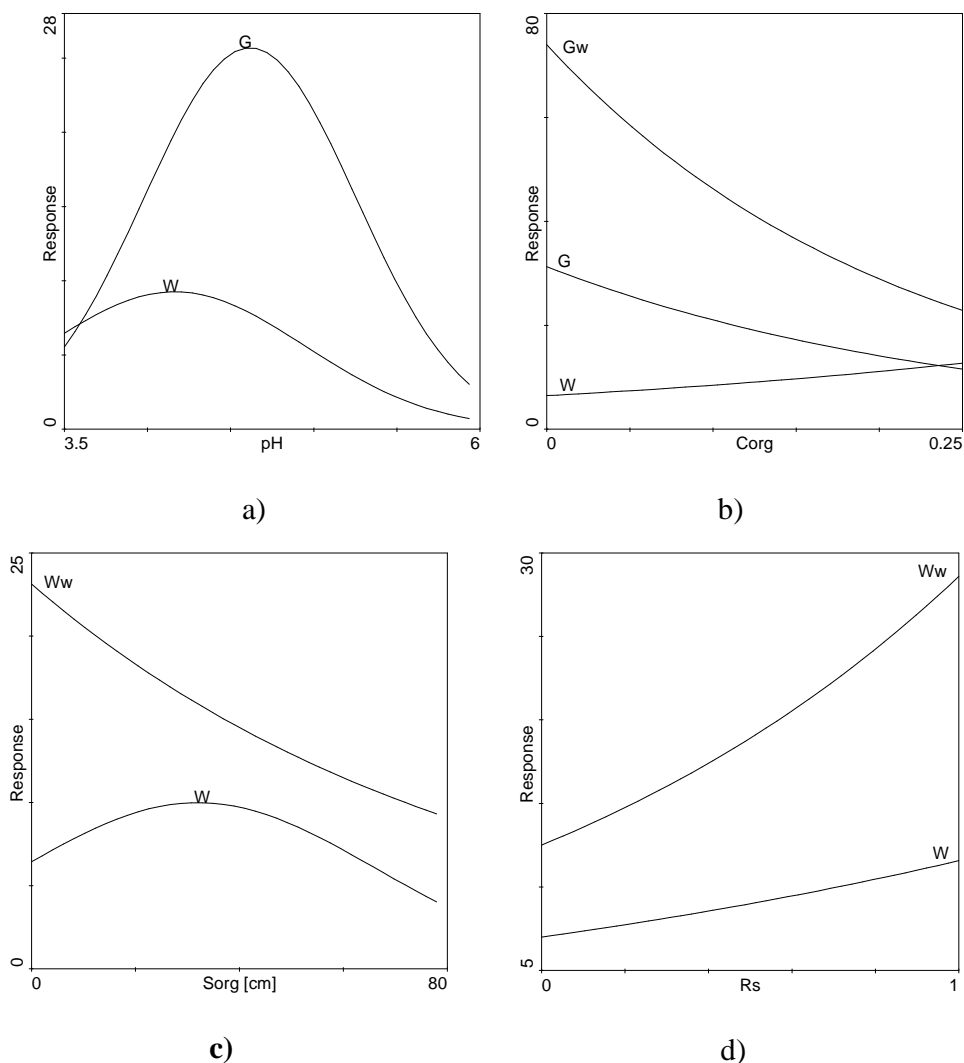 28
G
W
Response
0
3.5
pH
6
a)
80
Gw
G
W
Response
0
0
Corg
0.25
b)
25
Ww
W
Response
0
0
Sorg [cm]
80
c)
30
Ww
W
Response
5
0
Rs
1
d)